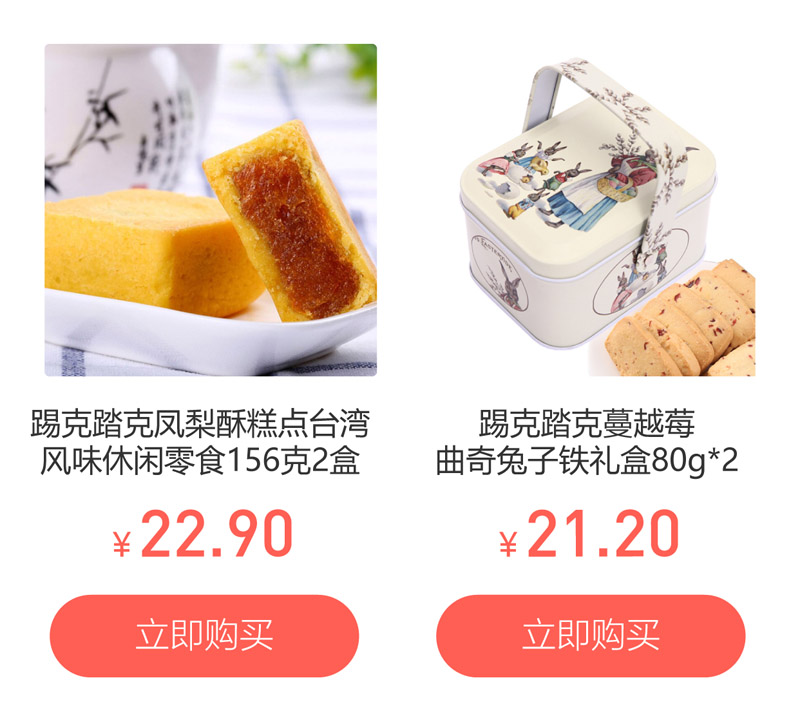 踢克踏克凤梨酥糕点台湾
风味休闲零食156克2盒
¥22.90
立即购买
踢克踏克蔓越莓
曲奇兔子铁礼盒80g*2
¥21.20
立即购买